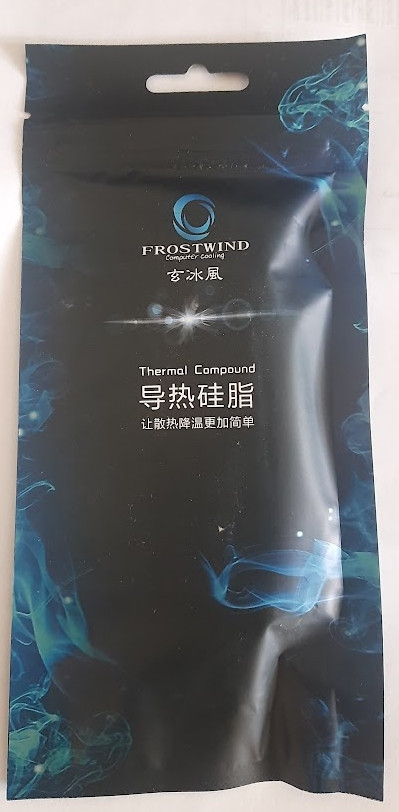 FROSTWIND
Computer cooling
玄冰風
Thermal Compound
导热硅脂
让散热降温更加简单